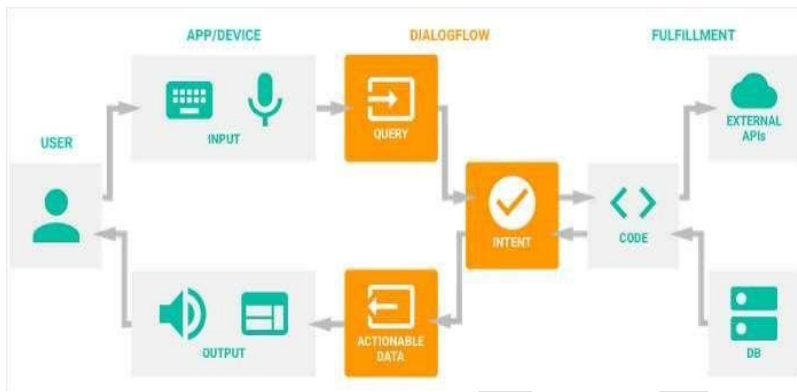 APP/DEVICE
DIALOGFLOW
FULFILLMENT
USER
INPUT
QUERY
EXTERNAL
APIs
INTENT
CODE
OUTPUT
ACTIONABLE
DATA
DB